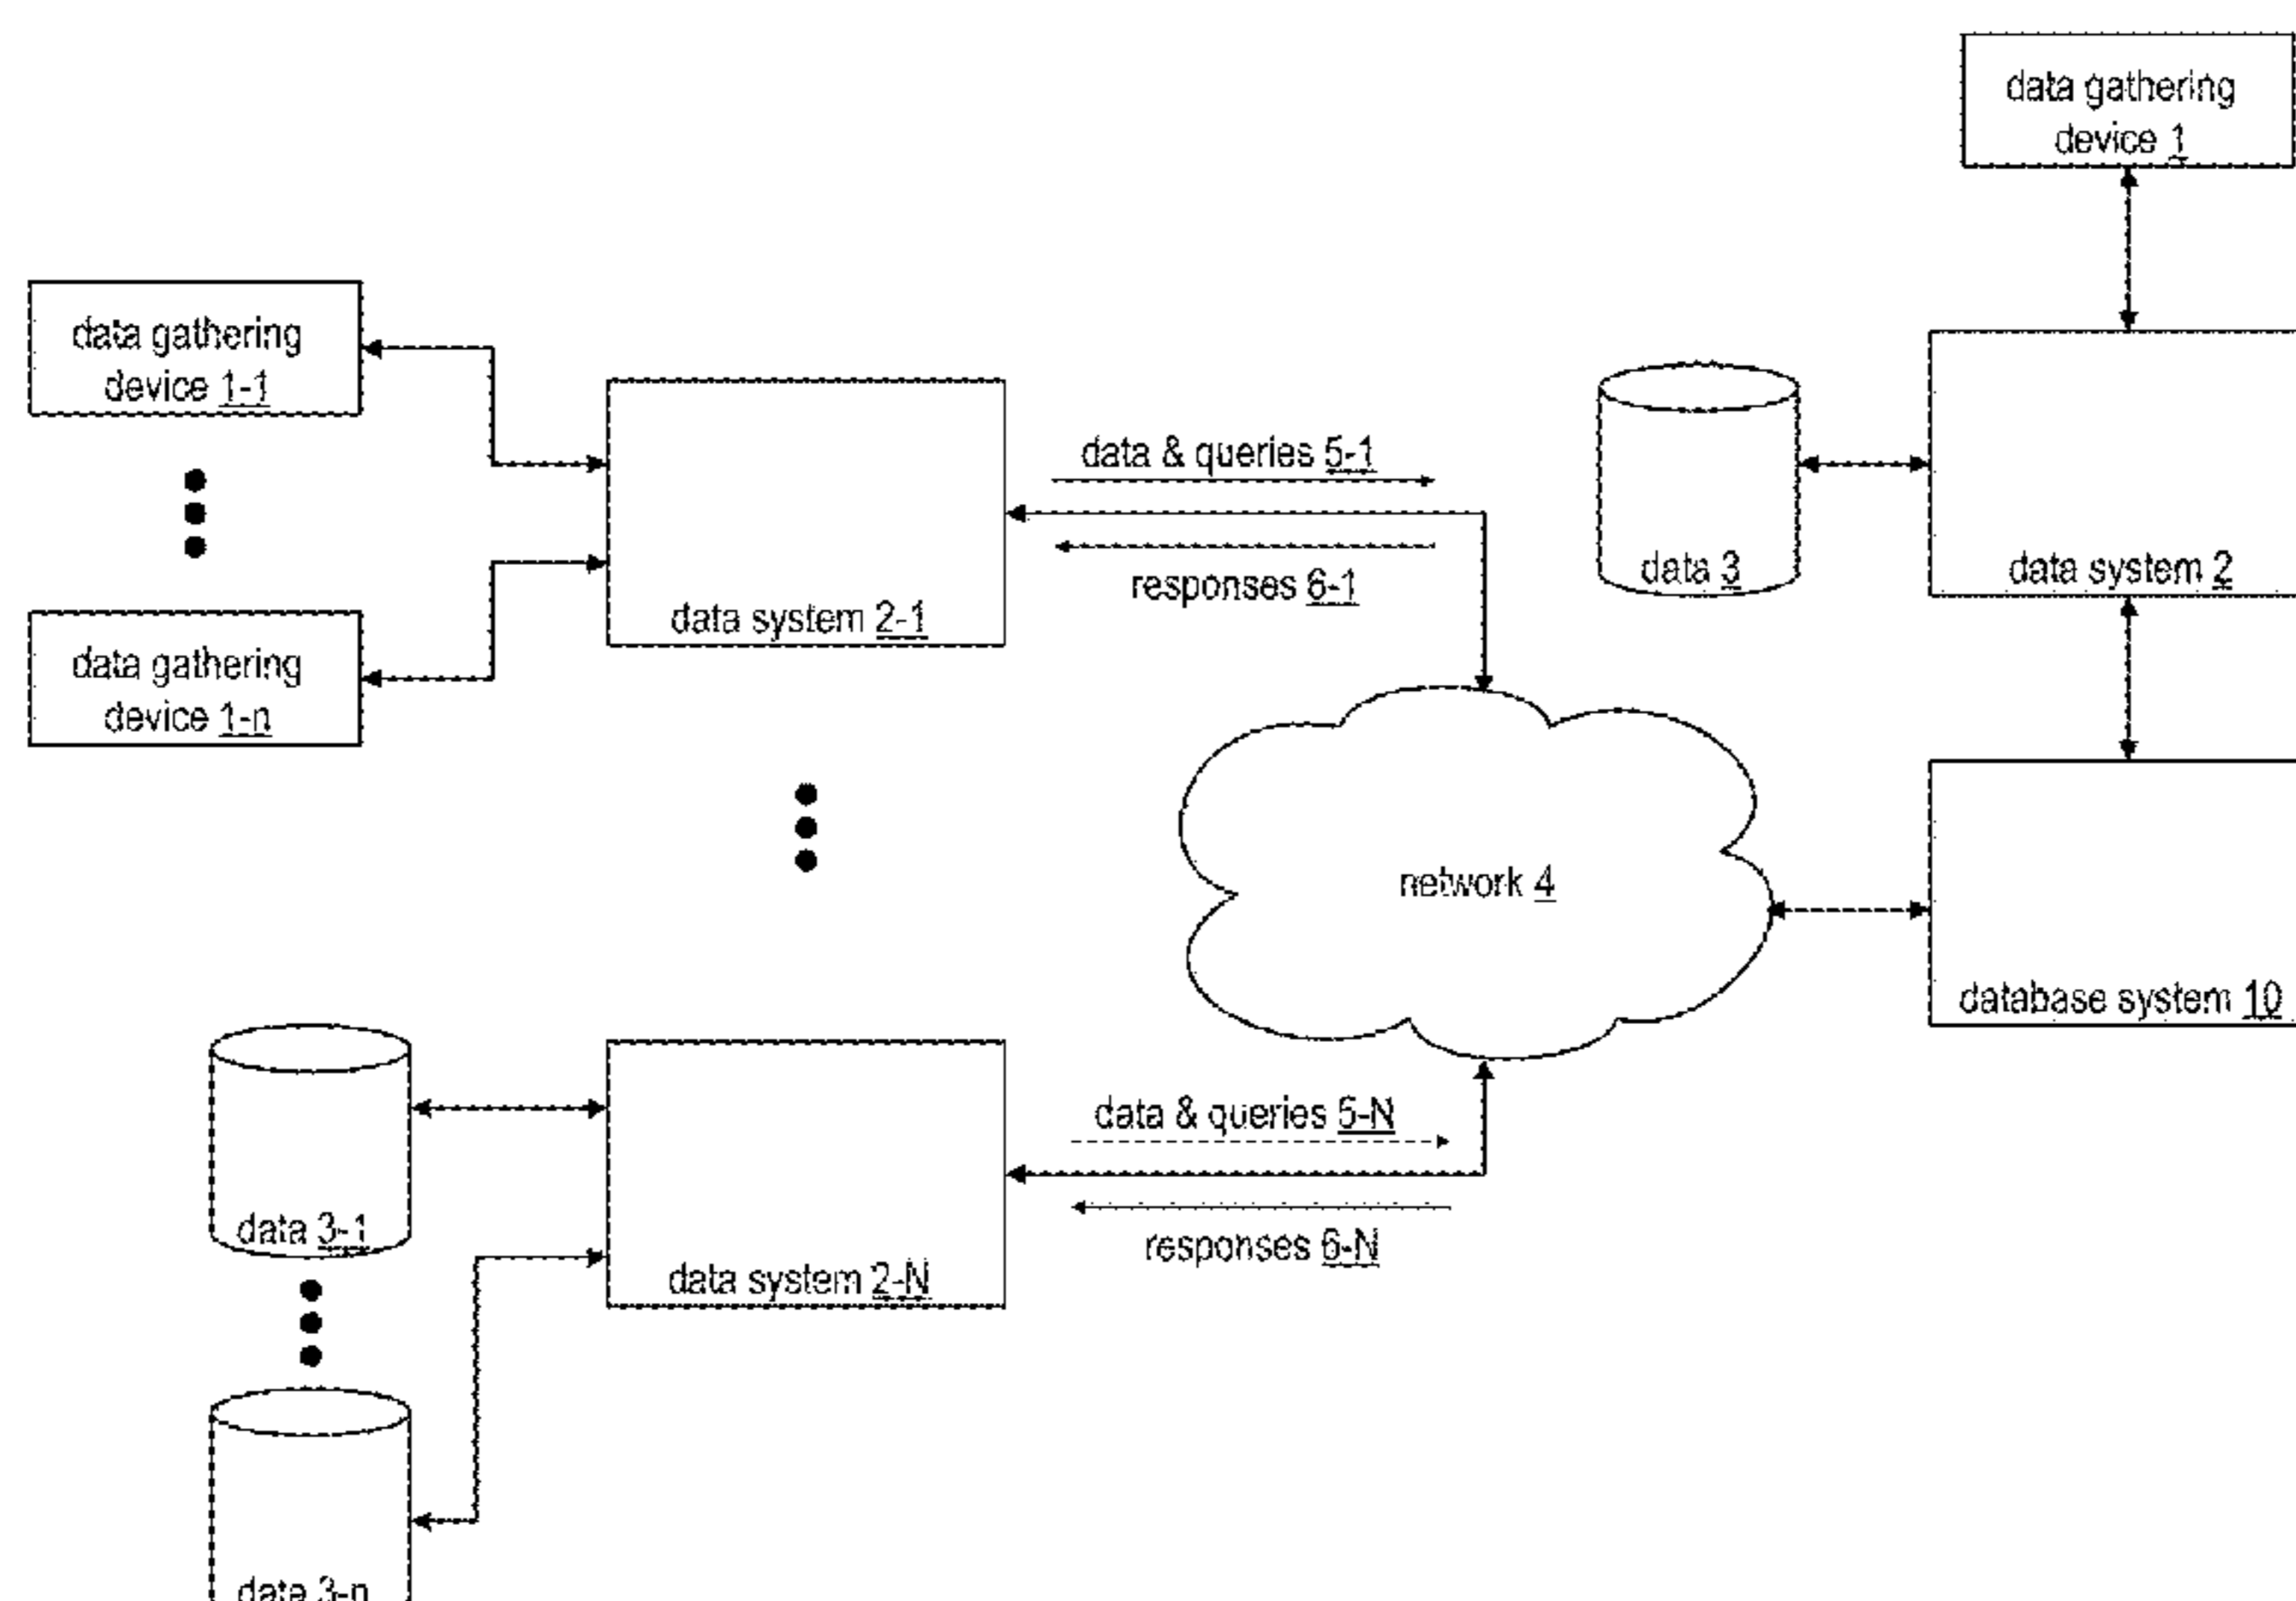 data gathering
device 1
data gathering
device 1-1
data & queries 5-1
data 3
data system 2
responses 6-1
data system 2-1
data gathering
device 1-n
network 4
database system 10
data & queries 5-N
data 3-1
responses 6-N
data system 2-N
data 3-n